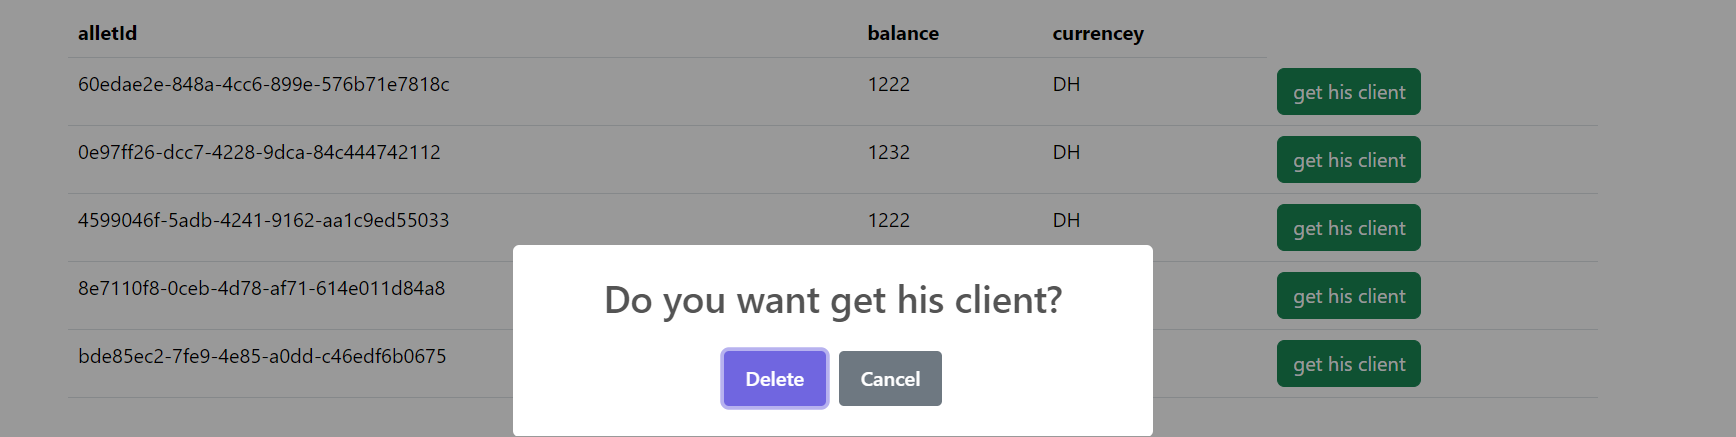 alletId balance currencey
60edae2e-848a-4cc6-899e-576b71e7818c 1222 DH get his client
0e97ff26-dcc7-4228-9dca-84c444742112 1232 DH get his client
4599046f-5adb-4241-9162-aa1c9ed55033 1222 DH get his client
8e7110f8-0ceb-4d78-af71-614e011d84a8 get his client
bde85ec2-7fe9-4e85-a0dd-c46edf6b0675 get his client
Do you want get his client?
Delete Cancel